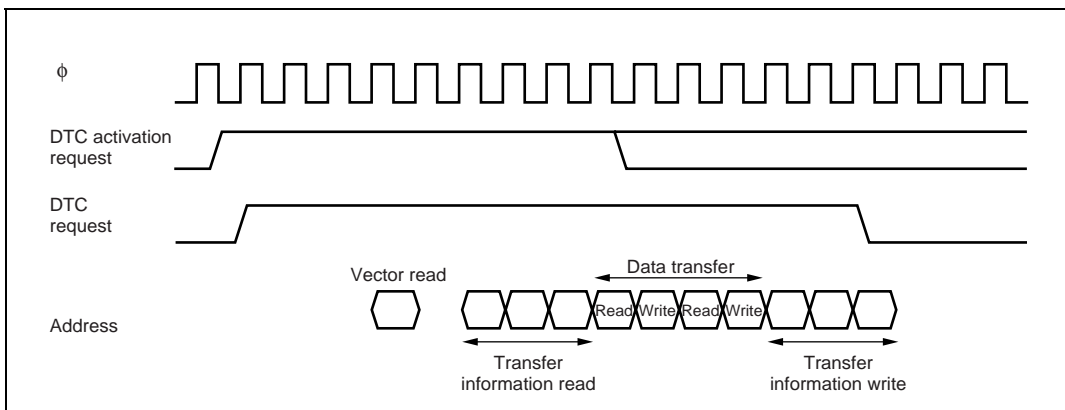 ϕ
DTC activation
request
DTC
request
Vector read
Data transfer
Address
Read Write Read Write
Transfer
information read
Transfer
information write